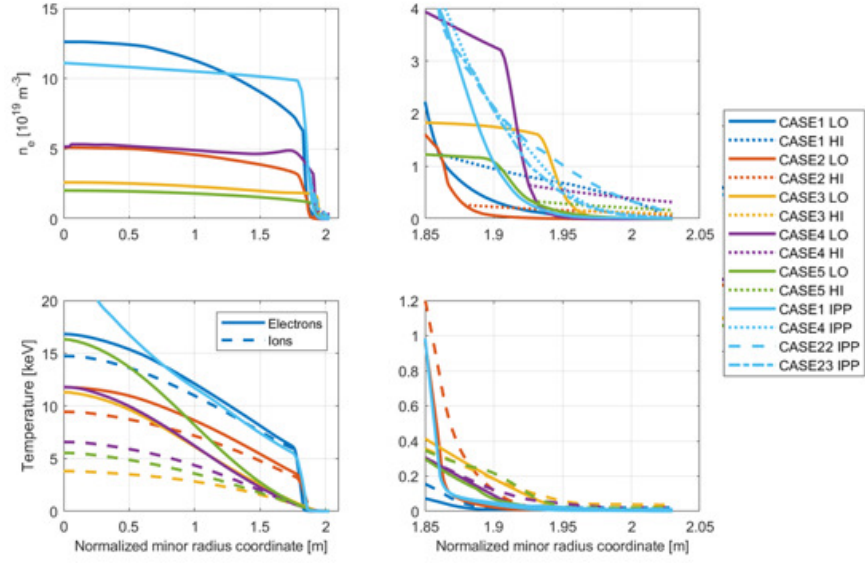 15
10
5
0
n_e [10^19 m^-3]
0 0.5 1 1.5 2
4
3
2
1
0
1.85 1.9 1.95 2 2.05
CASE1 LO
CASE1 HI
CASE2 LO
CASE2 HI
CASE3 LO
CASE3 HI
CASE4 LO
CASE4 HI
CASE5 LO
CASE5 HI
CASE1 IPP
CASE4 IPP
CASE22 IPP
CASE23 IPP
20
15
10
5
0
Temperature [keV]
Electrons
Ions
0 0.5 1 1.5 2
Normalized minor radius coordinate [m]
1.2
1
0.8
0.6
0.4
0.2
0
1.85 1.9 1.95 2 2.05
Normalized minor radius coordinate [m]